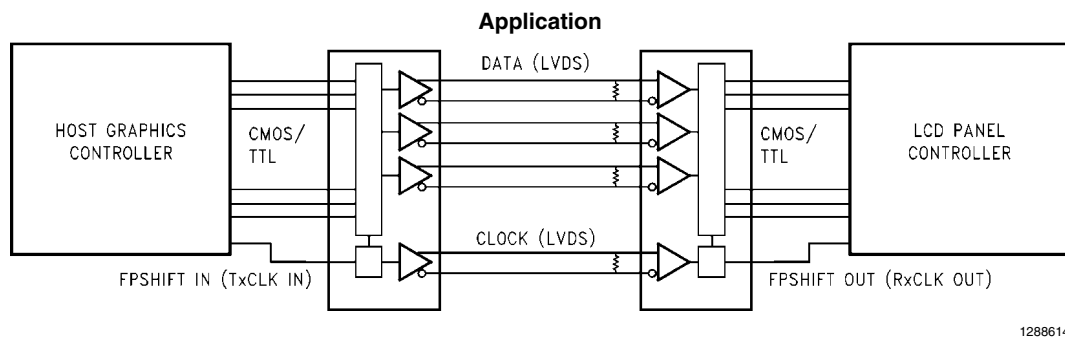 Application
DATA (LVDS)
HOST GRAPHICS
CONTROLLER
CMOS/
TTL
CMOS/
TTL
LCD PANEL
CONTROLLER
CLOCK (LVDS)
FPSHIFT IN (TxCLK IN)
FPSHIFT OUT (RxCLK OUT)
1288614